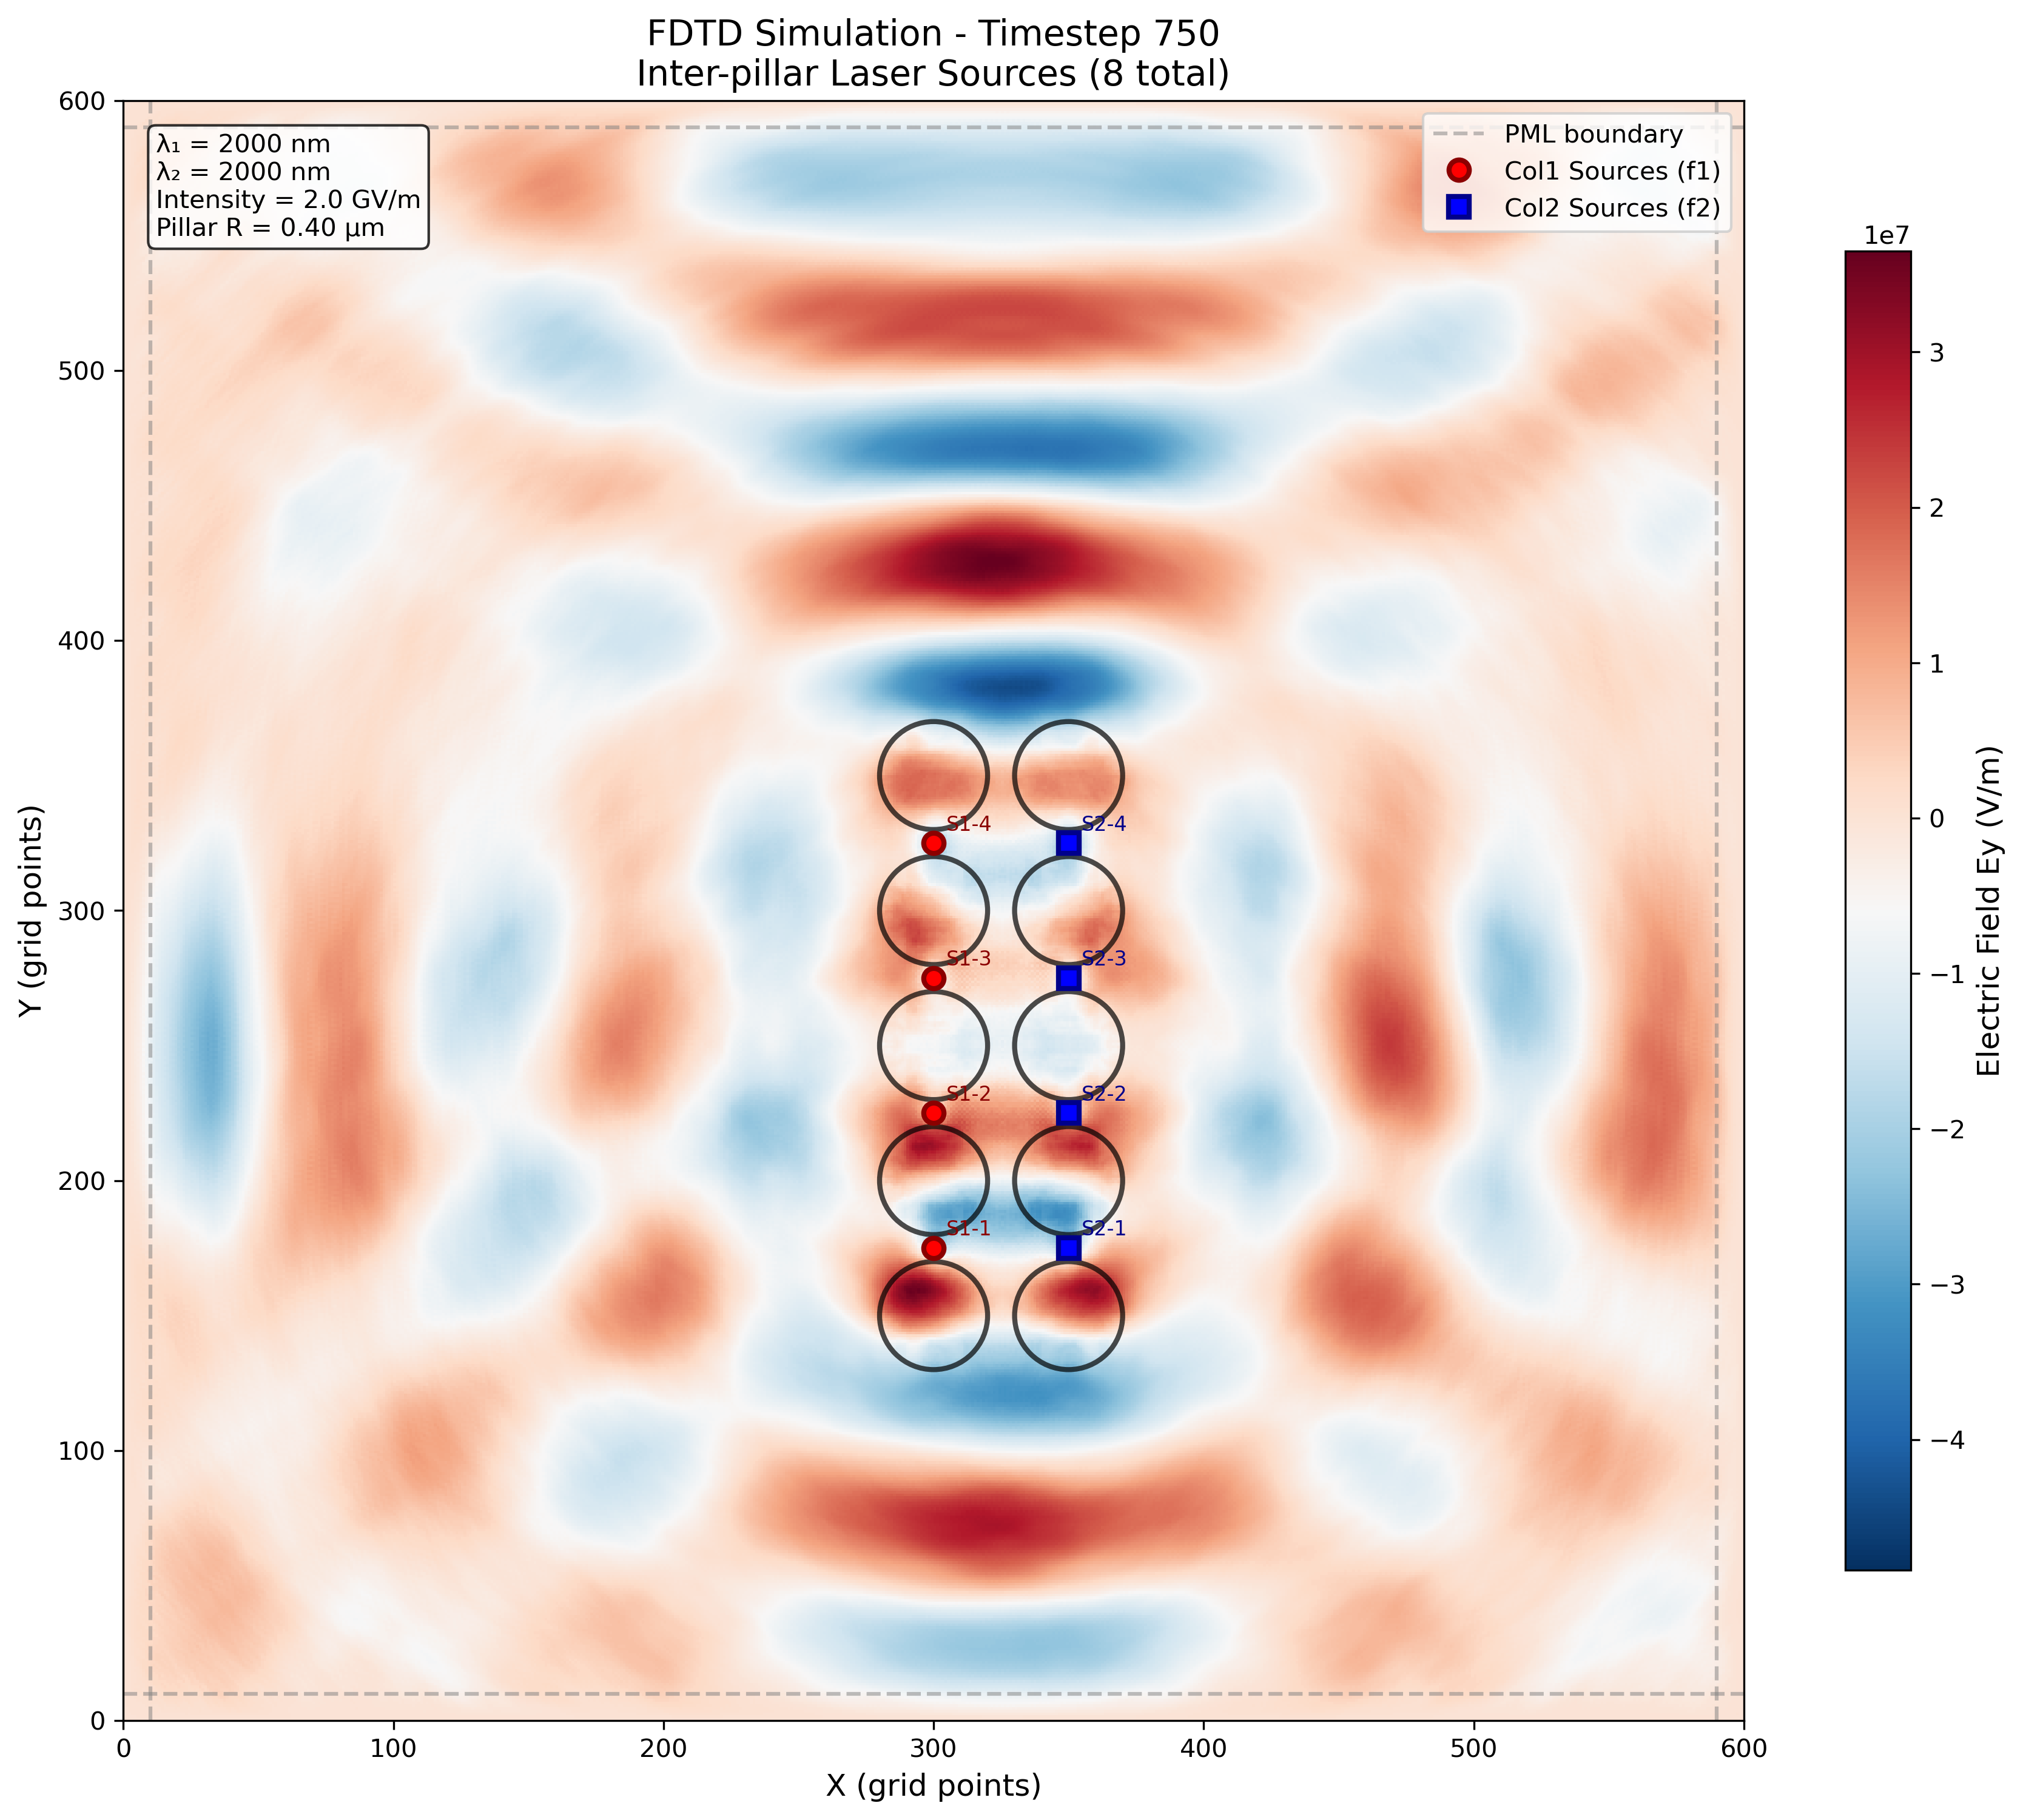 FDTD Simulation - Timestep 750
Inter-pillar Laser Sources (8 total)
λ₁ = 2000 nm
λ₂ = 2000 nm
Intensity = 2.0 GV/m
Pillar R = 0.40 μm
PML boundary
Col1 Sources (f1)
Col2 Sources (f2)
S1-4
S2-4
S1-3
S2-3
S1-2
S2-2
S1-1
S2-1
600
500
400
300
200
100
0
Y (grid points)
0
100
200
300
400
500
600
X (grid points)
1e7
3
2
1
0
−1
−2
−3
−4
Electric Field Ey (V/m)